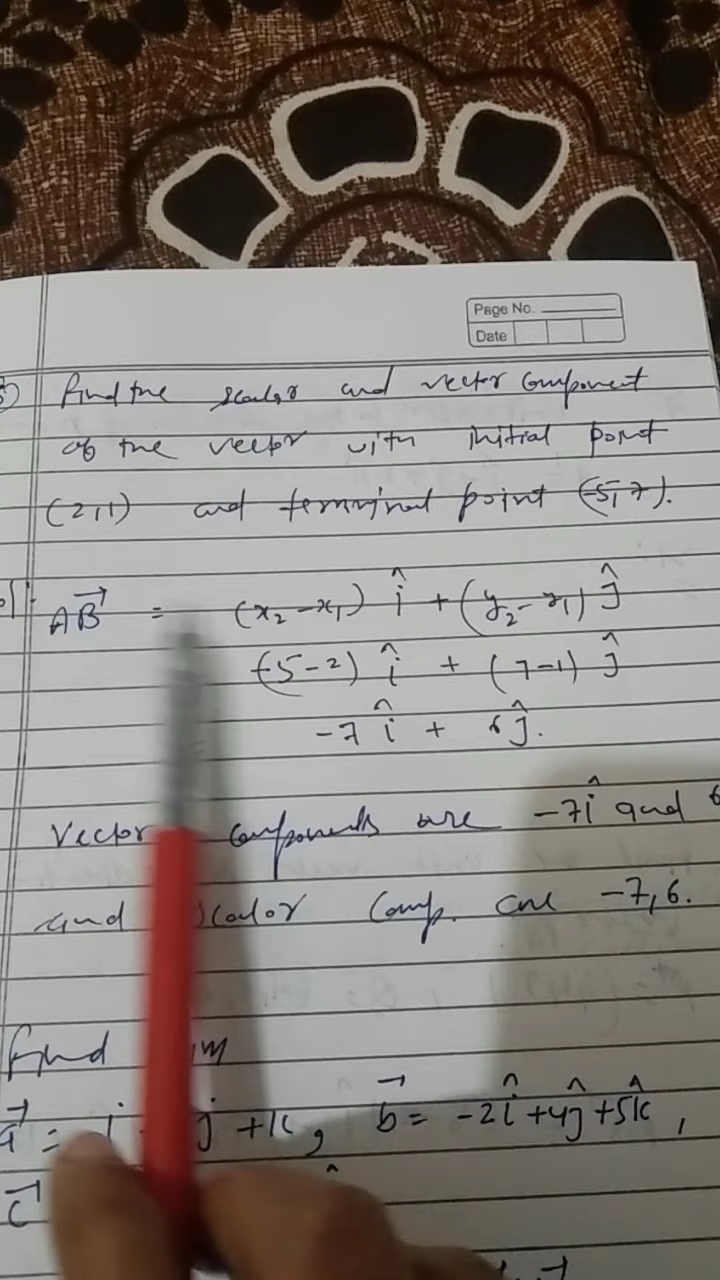 Page No.
Date
Find the scalar and vector component
of the vector with initial point
(2,1) and terminal point (-5,7).
AB⃗ = (x₂-x₁) î + (y₂-y₁) ĵ
(-5-2) î + (7-1) ĵ
-7 î + 6ĵ.
Vector components are -7î and 6
and scalar comp. are -7,6.
Find
a⃗ = i j +k, b⃗ = -2î+4ĵ+5k̂,
c⃗